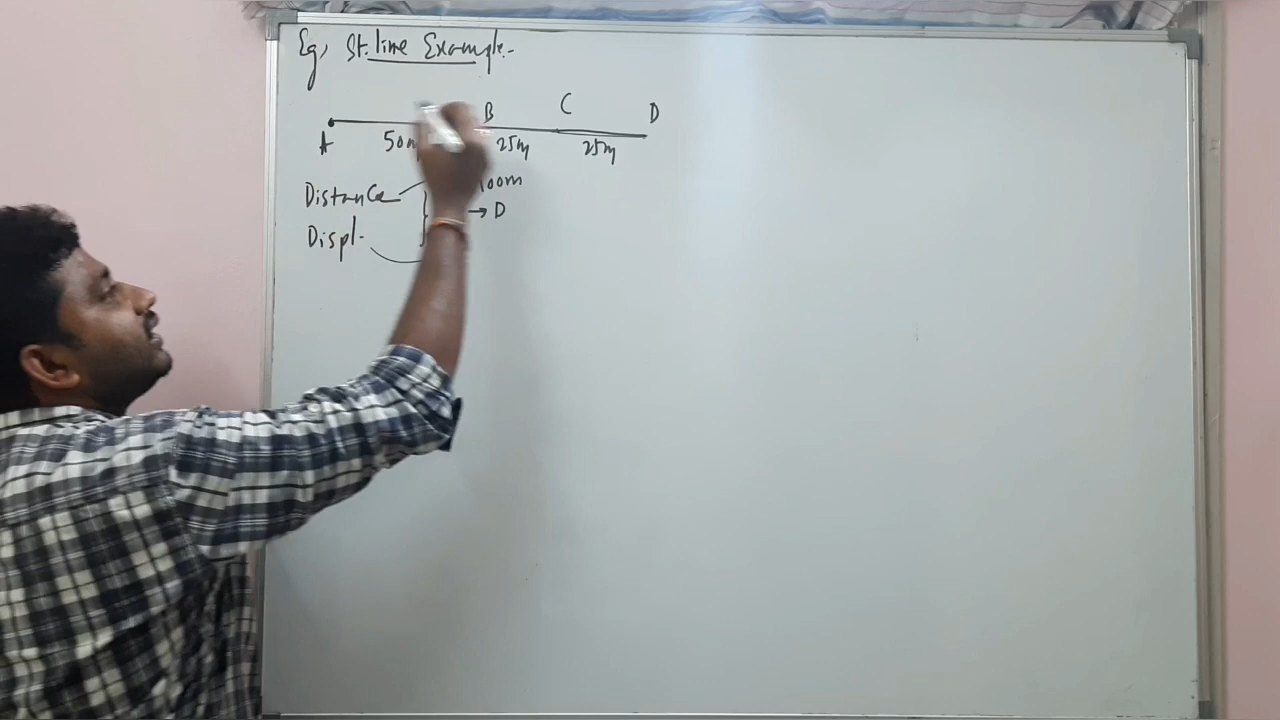 Eg, St. line Example.-
B C D
A 50m 25m 25m
Distance 100m
→ D
Displ.